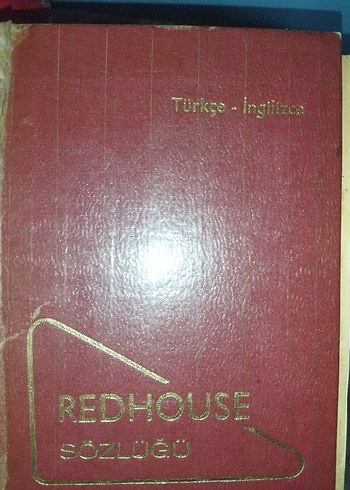 Türkçe - İngilizce
REDHOUSE
SÖZLÜĞÜ